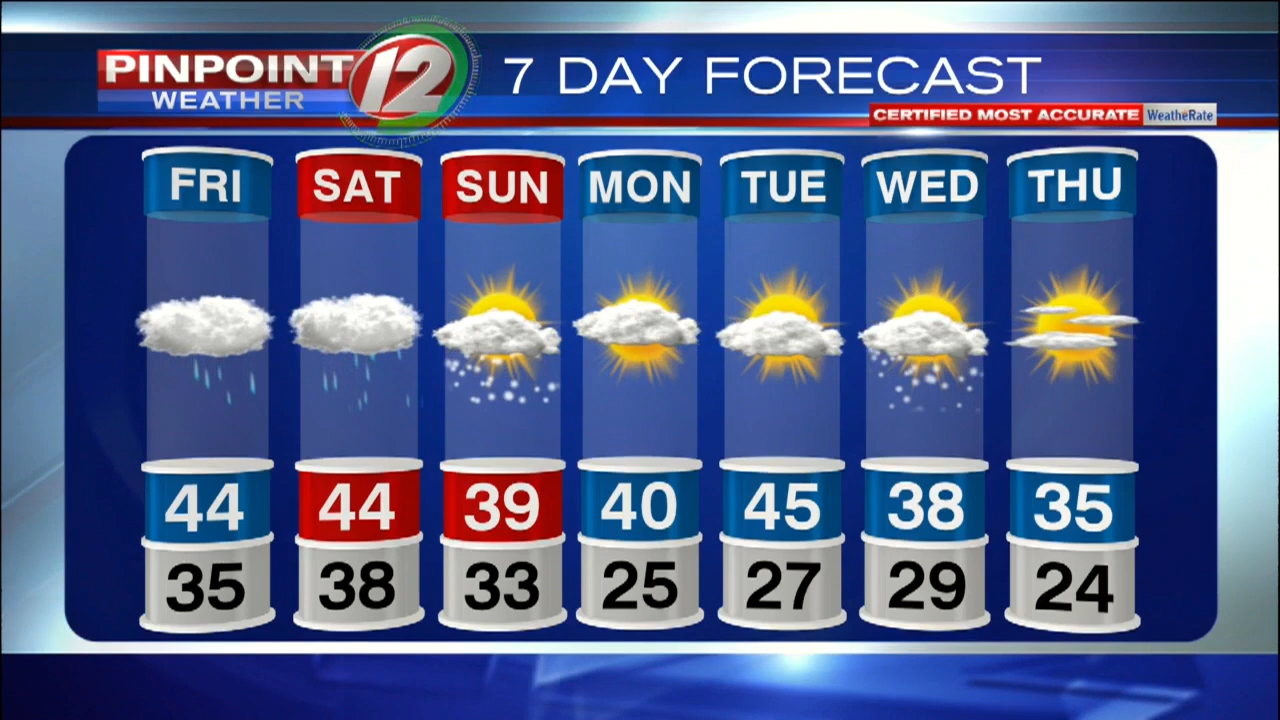 PINPOINT 12
WEATHER
7 DAY FORECAST
CERTIFIED MOST ACCURATE WeatheRate
FRI SAT SUN MON TUE WED THU
44 44 39 40 45 38 35
35 38 33 25 27 29 24